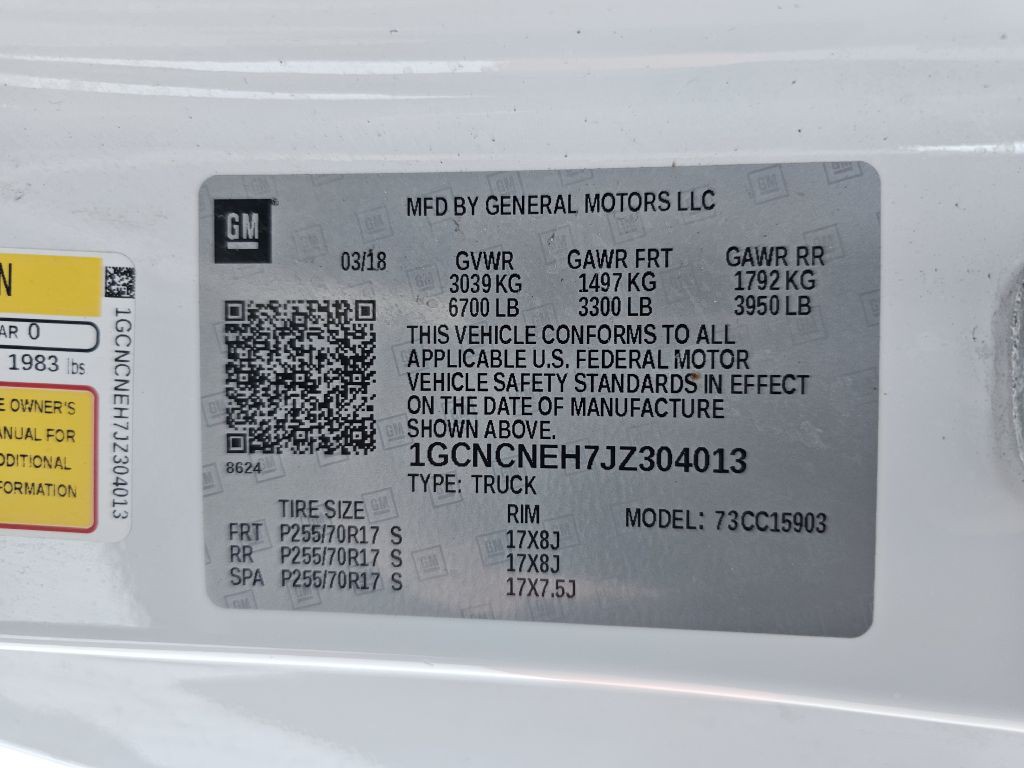 GM
MFD BY GENERAL MOTORS LLC
03/18
GVWR GAWR FRT GAWR RR
3039 KG 1497 KG 1792 KG
6700 LB 3300 LB 3950 LB
THIS VEHICLE CONFORMS TO ALL
APPLICABLE U.S. FEDERAL MOTOR
VEHICLE SAFETY STANDARDS IN EFFECT
ON THE DATE OF MANUFACTURE
SHOWN ABOVE.
8624
1GCNCNEH7JZ304013
TYPE: TRUCK
TIRE SIZE RIM MODEL: 73CC15903
FRT P255/70R17 S 17X8J
RR P255/70R17 S 17X8J
SPA P255/70R17 S 17X7.5J
N
AR 0
1983 lbs
E OWNER'S
ANUAL FOR
DDITIONAL
FORMATION
1GCNCNEH7JZ304013